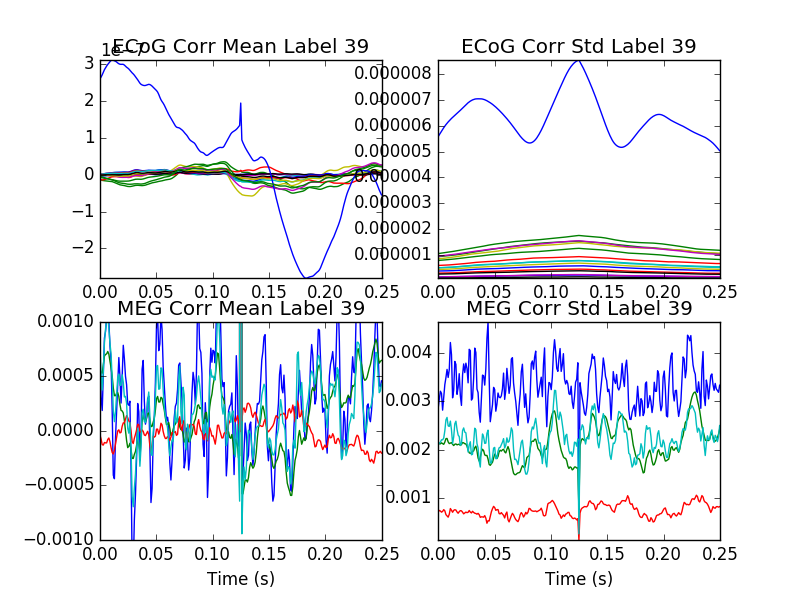 ECoG Corr Mean Label 39
1e−7
3
2
1
0
−1
−2
0.00 0.05 0.10 0.15 0.20 0.25
ECoG Corr Std Label 39
0.000008
0.000007
0.000006
0.000005
0.000004
0.000003
0.000002
0.000001
0.00 0.05 0.10 0.15 0.20 0.25
MEG Corr Mean Label 39
0.0010
0.0005
0.0000
−0.0005
−0.0010
0.00 0.05 0.10 0.15 0.20 0.25
Time (s)
MEG Corr Std Label 39
0.004
0.003
0.002
0.001
0.00 0.05 0.10 0.15 0.20 0.25
Time (s)